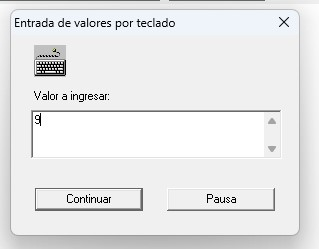 Entrada de valores por teclado
Valor a ingresar:
9
Continuar
Pausa